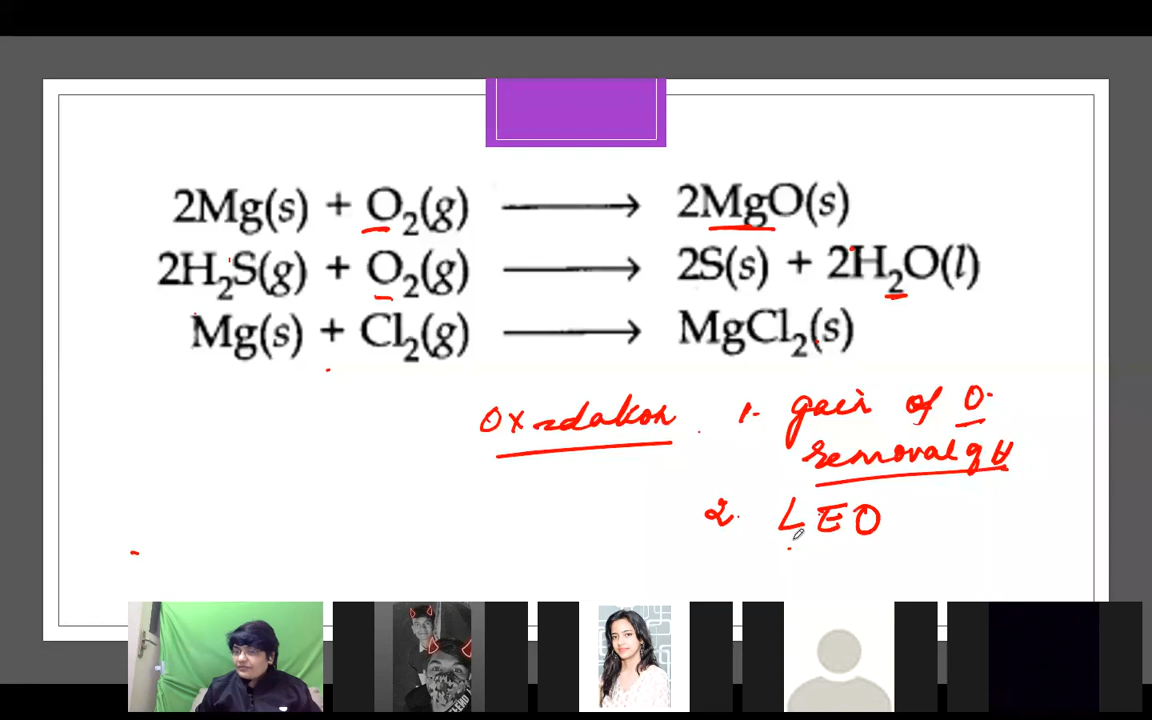 2Mg(s) + O₂(g) ⟶ 2MgO(s)
2H₂S(g) + O₂(g) ⟶ 2S(s) + 2H₂O(l)
Mg(s) + Cl₂(g) ⟶ MgCl₂(s)
Oxidation 1. gain of O.
removal of H
2. LEO